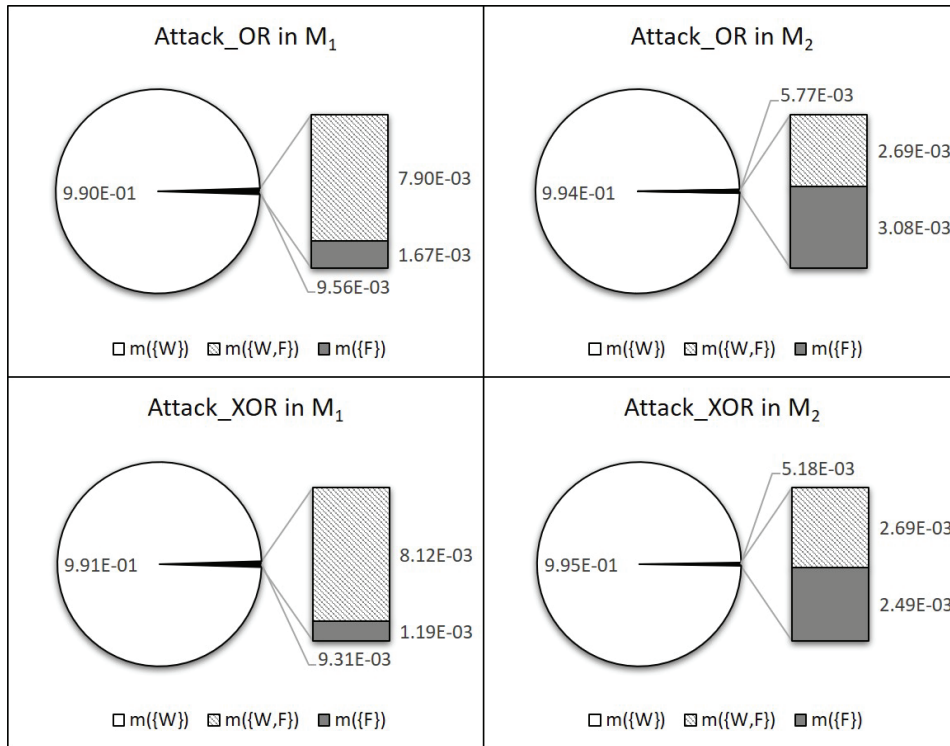 Attack_OR in M₁
9.90E-01
7.90E-03
1.67E-03
9.56E-03
m({W}) m({W,F}) m({F})
Attack_OR in M₂
5.77E-03
9.94E-01
2.69E-03
3.08E-03
m({W}) m({W,F}) m({F})
Attack_XOR in M₁
9.91E-01
8.12E-03
1.19E-03
9.31E-03
m({W}) m({W,F}) m({F})
Attack_XOR in M₂
5.18E-03
9.95E-01
2.69E-03
2.49E-03
m({W}) m({W,F}) m({F})